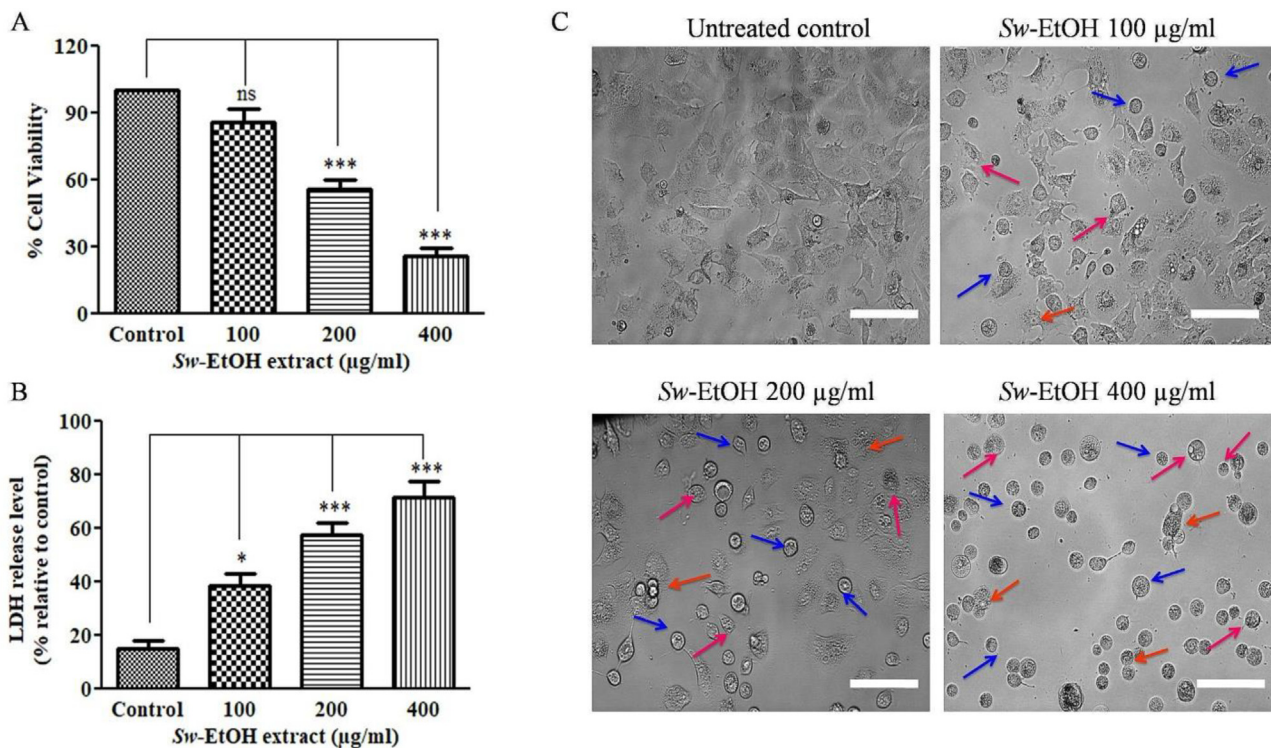 A
120
90
60
30
0
% Cell Viability
ns
***
***
Control 100 200 400
Sw-EtOH extract (µg/ml)
B
100
80
60
40
20
0
LDH release level
(% relative to control)
*
***
***
Control 100 200 400
Sw-EtOH extract (µg/ml)
C
Untreated control
Sw-EtOH 100 µg/ml
Sw-EtOH 200 µg/ml
Sw-EtOH 400 µg/ml